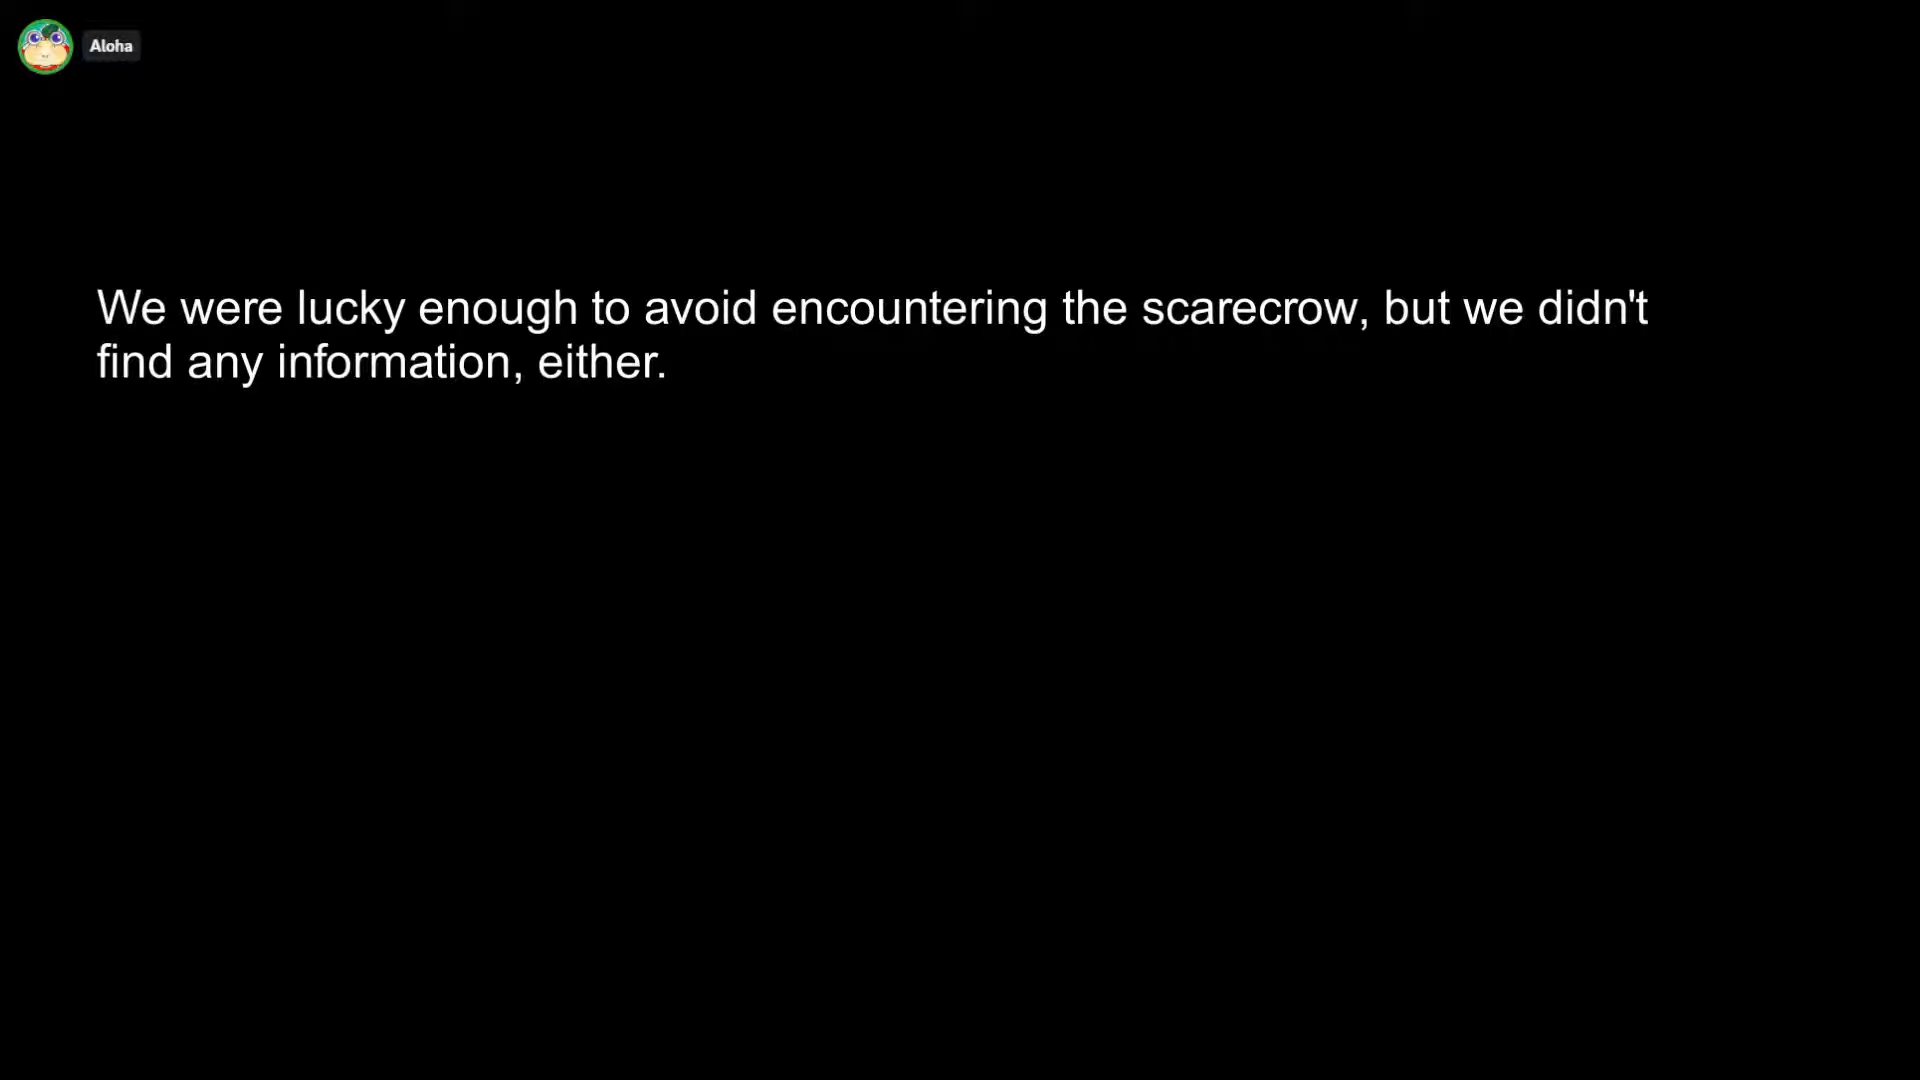 Aloha
We were lucky enough to avoid encountering the scarecrow, but we didn't
find any information, either.